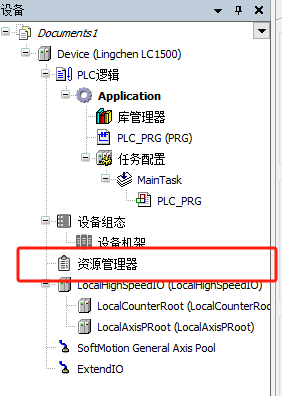 设备
Documents1
Device (Lingchen LC1500)
PLC逻辑
Application
库管理器
PLC_PRG (PRG)
任务配置
MainTask
PLC_PRG
设备组态
设备机架
资源管理器
LocalHighSpeedIO (LocalHighSpeedIO)
LocalCounterRoot (LocalCounterRoo
LocalAxisPRoot (LocalAxisPRoot)
SoftMotion General Axis Pool
ExtendIO